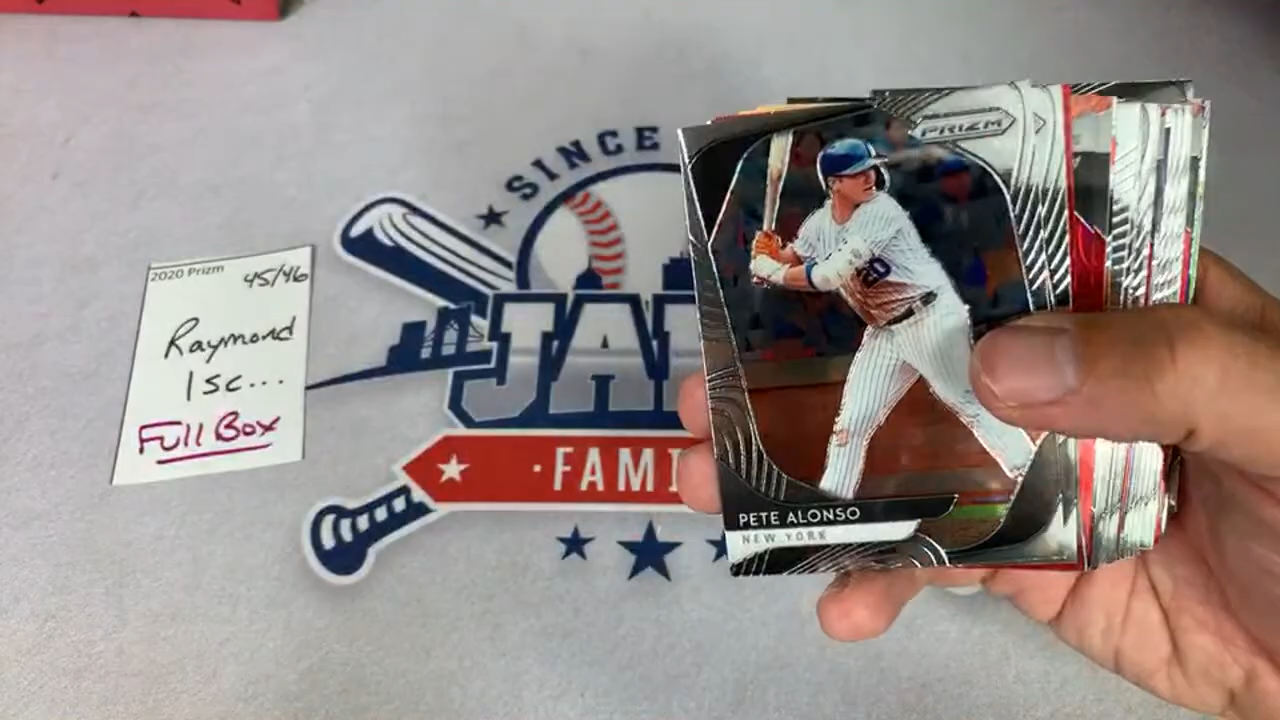 2020 Prizm
45/46
Raymond
Isc...
Full Box
SINCE
·FAMI
PRIZM
20
PETE ALONSO
NEW YORK